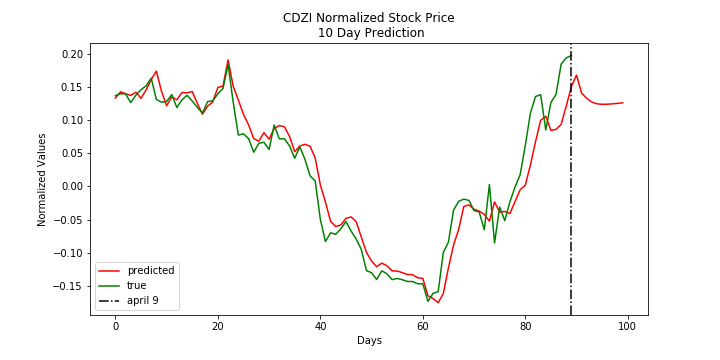 CDZI Normalized Stock Price
10 Day Prediction
Normalized Values
0.20
0.15
0.10
0.05
0.00
−0.05
−0.10
−0.15
predicted
true
april 9
0 20 40 60 80 100
Days